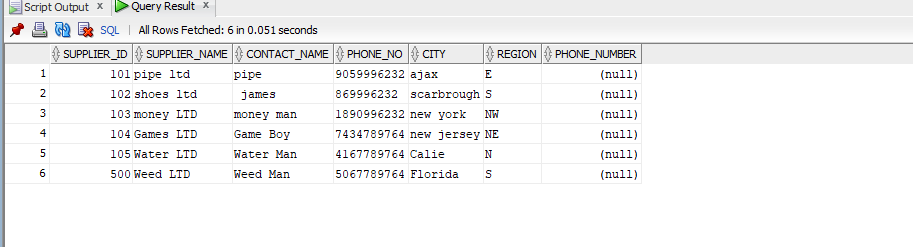 Script Output x Query Result x
SQL | All Rows Fetched: 6 in 0.051 seconds
SUPPLIER_ID SUPPLIER_NAME CONTACT_NAME PHONE_NO CITY REGION PHONE_NUMBER
1 101 pipe ltd pipe 9059996232 ajax E (null)
2 102 shoes ltd james 869996232 scarbrough S (null)
3 103 money LTD money man 1890996232 new york NW (null)
4 104 Games LTD Game Boy 7434789764 new jersey NE (null)
5 105 Water LTD Water Man 4167789764 Calie N (null)
6 500 Weed LTD Weed Man 5067789764 Florida S (null)